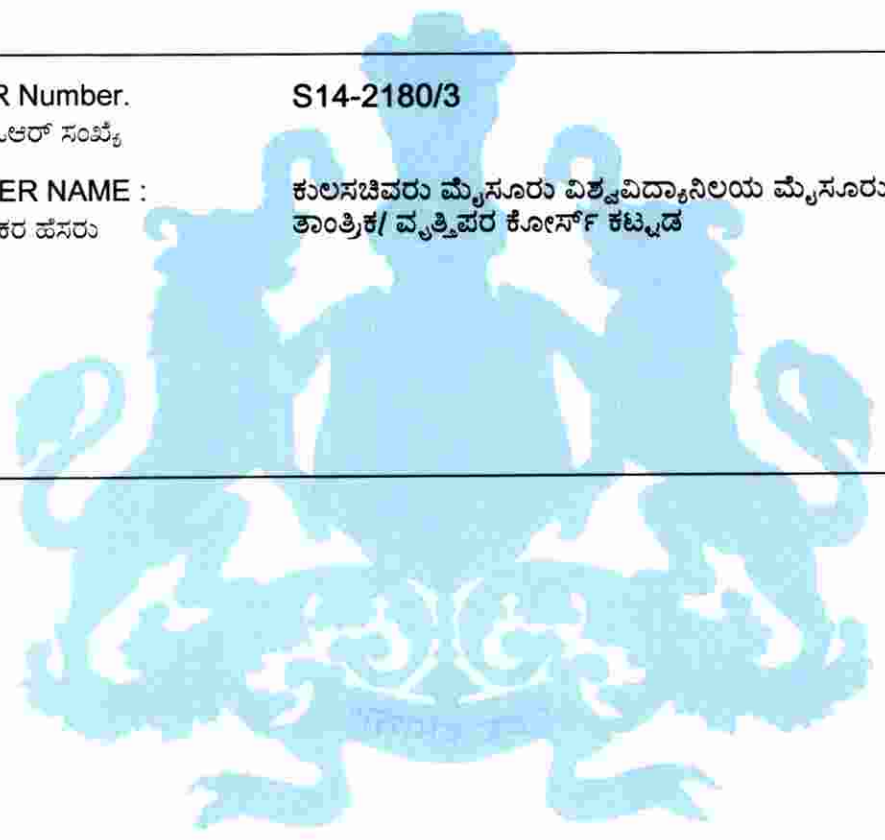 R Number. S14-2180/3
ಆರ್ ಸಂಖ್ಯೆ
ER NAME : ಕುಲಸಚಿವರು ಮೈಸೂರು ವಿಶ್ವವಿದ್ಯಾನಿಲಯ ಮೈಸೂರು
ಕರ ಹೆಸರು ತಾಂತ್ರಿಕ/ ವೃತ್ತಿಪರ ಕೋರ್ಸ್ ಕಟ್ಟಡ